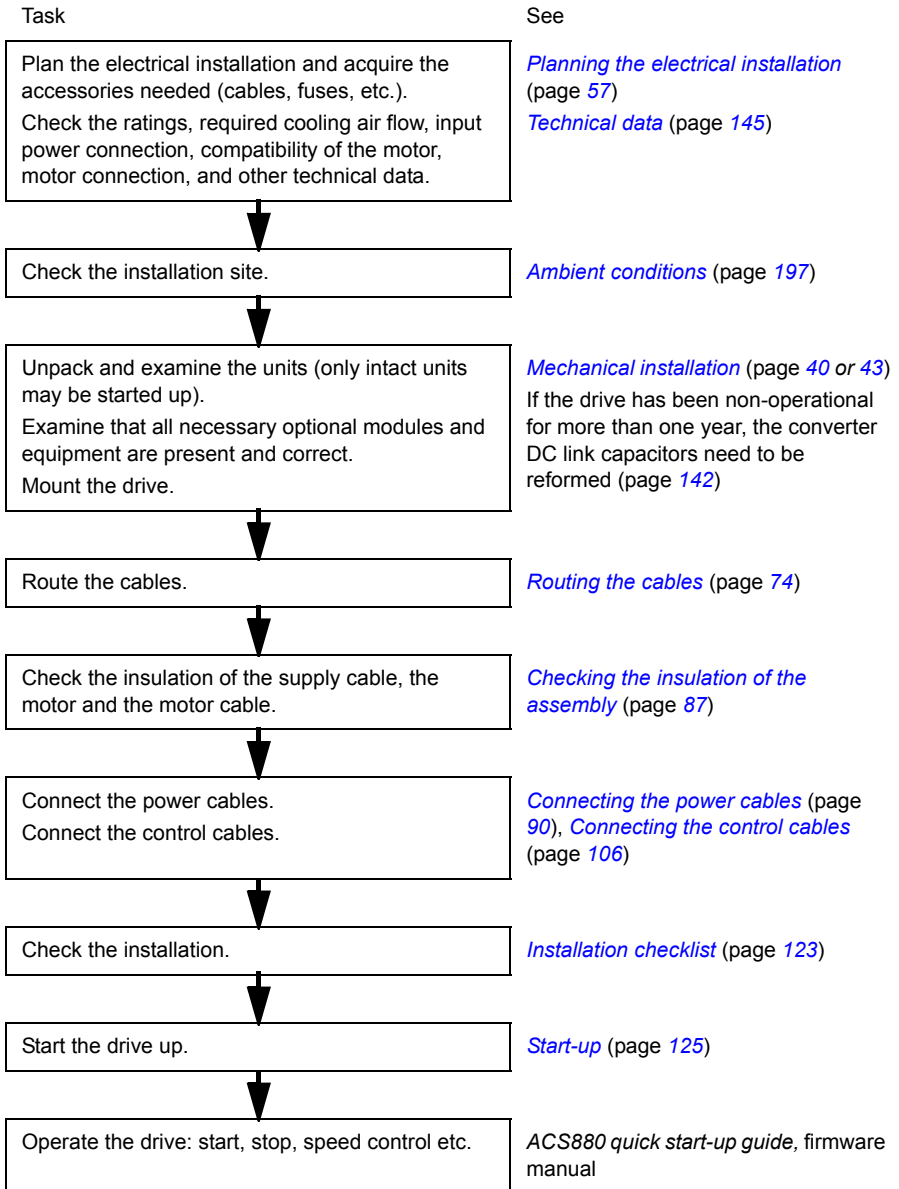 Task See
Plan the electrical installation and acquire the
accessories needed (cables, fuses, etc.).
Check the ratings, required cooling air flow, input
power connection, compatibility of the motor,
motor connection, and other technical data.
Planning the electrical installation
(page 57)
Technical data (page 145)
Check the installation site.
Ambient conditions (page 197)
Unpack and examine the units (only intact units
may be started up).
Examine that all necessary optional modules and
equipment are present and correct.
Mount the drive.
Mechanical installation (page 40 or 43)
If the drive has been non-operational
for more than one year, the converter
DC link capacitors need to be
reformed (page 142)
Route the cables.
Routing the cables (page 74)
Check the insulation of the supply cable, the
motor and the motor cable.
Checking the insulation of the
assembly (page 87)
Connect the power cables.
Connect the control cables.
Connecting the power cables (page
90), Connecting the control cables
(page 106)
Check the installation.
Installation checklist (page 123)
Start the drive up.
Start-up (page 125)
Operate the drive: start, stop, speed control etc.
ACS880 quick start-up guide, firmware
manual